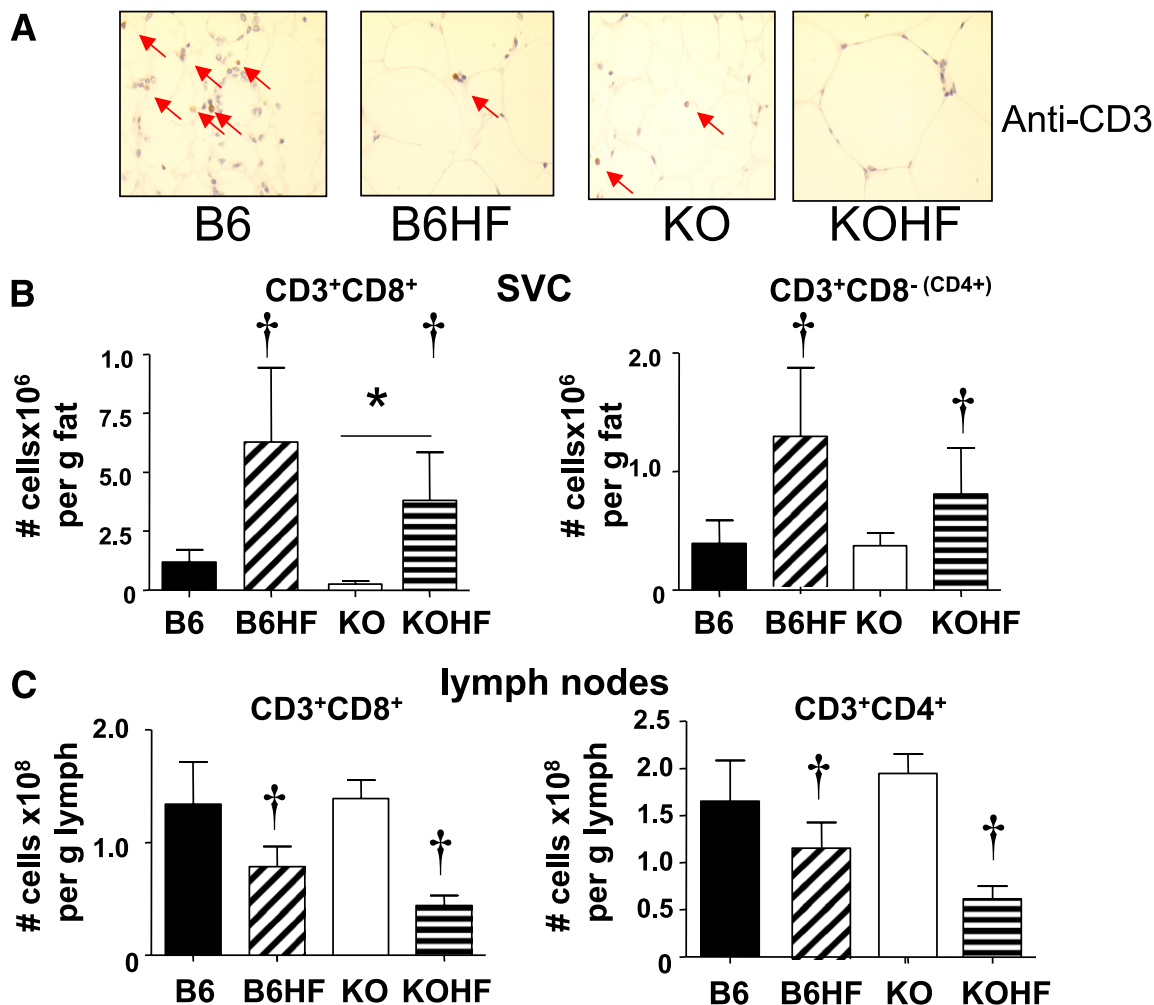 A
Anti-CD3
B6 B6HF KO KOHF
B SVC
CD3⁺CD8⁺ CD3⁺CD8⁻ (CD4+)
# cellsx10⁶
per g fat
1.0
7.5
5.0
2.5
0
† † *
B6 B6HF KO KOHF
# cellsx10⁶
per g fat
2.0
1.0
0
† †
B6 B6HF KO KOHF
C lymph nodes
CD3⁺CD8⁺ CD3⁺CD4⁺
# cells x10⁸
per g lymph
2.0
1.0
0
† †
B6 B6HF KO KOHF
# cells x10⁸
per g lymph
2.5
2.0
1.5
1.0
0.5
0
† †
B6 B6HF KO KOHF